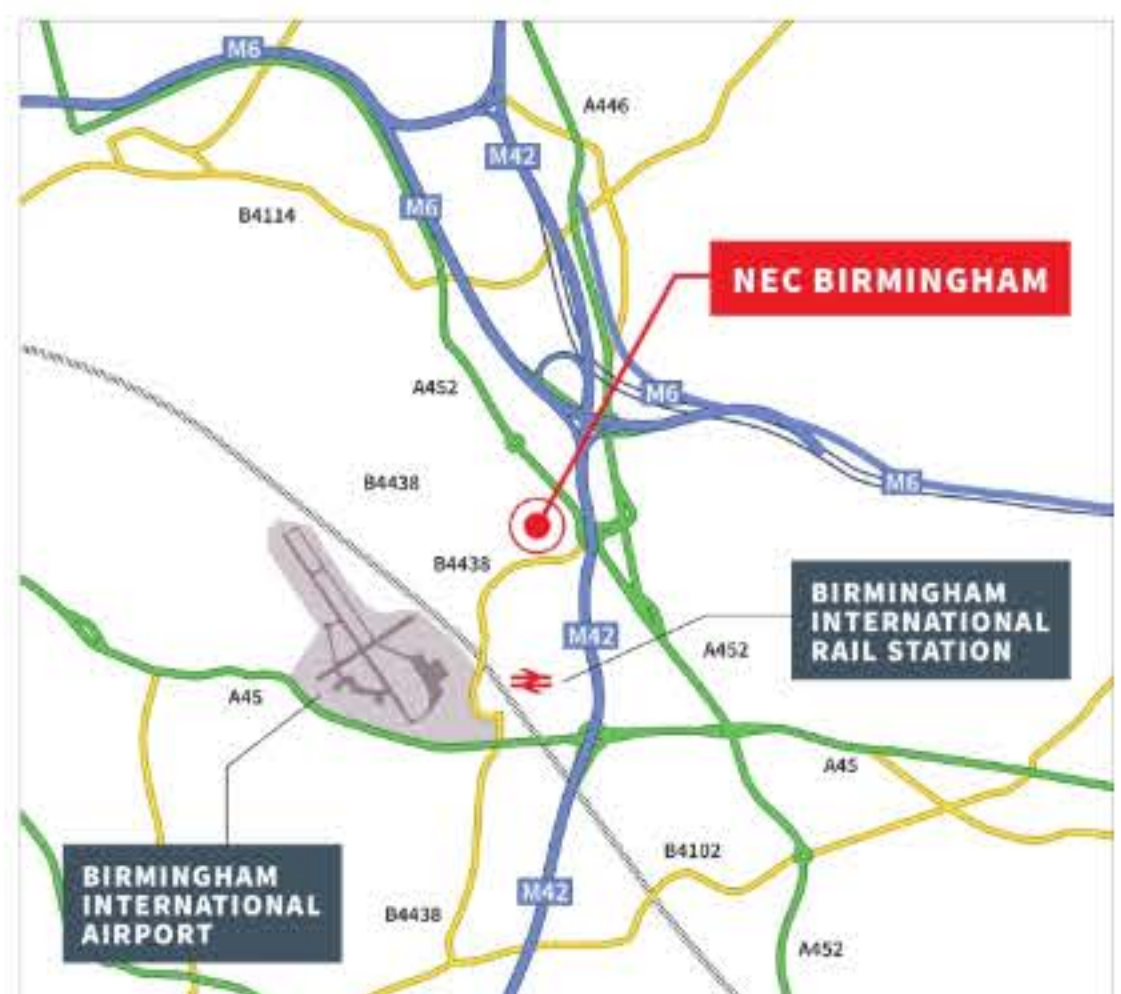 M6
A446
M42
M6
B4114
NEC BIRMINGHAM
A452
M6
B4438
M6
B4438
BIRMINGHAM
INTERNATIONAL
RAIL STATION
M42
A452
A45
A45
B4102
BIRMINGHAM
INTERNATIONAL
AIRPORT
M42
B4438
A452